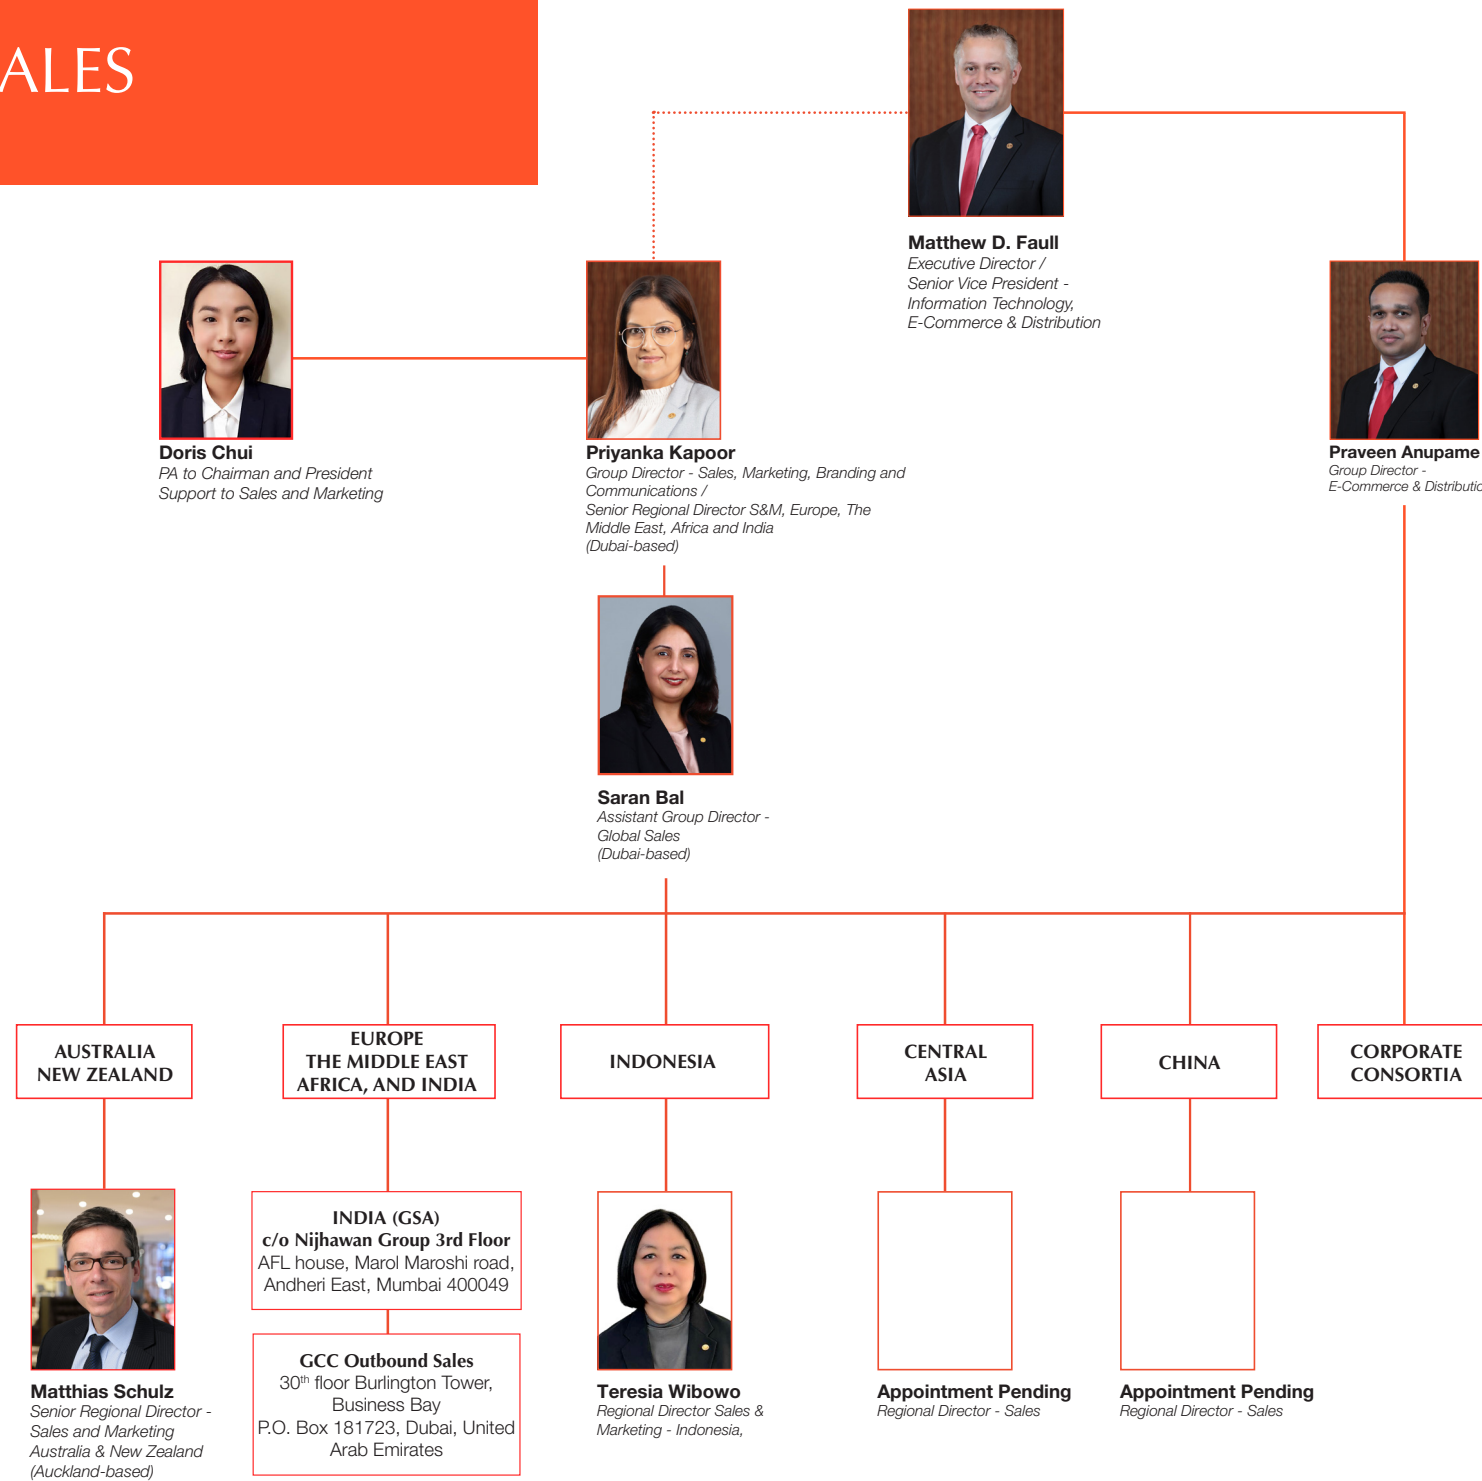 ALES
Matthew D. Faull
Executive Director /
Senior Vice President -
Information Technology,
E-Commerce & Distribution
Doris Chui
PA to Chairman and President
Support to Sales and Marketing
Priyanka Kapoor
Group Director - Sales, Marketing, Branding and
Communications /
Senior Regional Director S&M, Europe, The
Middle East, Africa and India
(Dubai-based)
Praveen Anupame
Group Director -
E-Commerce & Distributio
Saran Bal
Assistant Group Director -
Global Sales
(Dubai-based)
AUSTRALIA
NEW ZEALAND
EUROPE
THE MIDDLE EAST
AFRICA, AND INDIA
INDONESIA
CENTRAL
ASIA
CHINA
CORPORATE
CONSORTIA
INDIA (GSA)
c/o Nijhawan Group 3rd Floor
AFL house, Marol Maroshi road,
Andheri East, Mumbai 400049
GCC Outbound Sales
30th floor Burlington Tower,
Business Bay
P.O. Box 181723, Dubai, United
Arab Emirates
Matthias Schulz
Senior Regional Director -
Sales and Marketing
Australia & New Zealand
(Auckland-based)
Teresia Wibowo
Regional Director Sales &
Marketing - Indonesia,
Appointment Pending
Regional Director - Sales
Appointment Pending
Regional Director - Sales